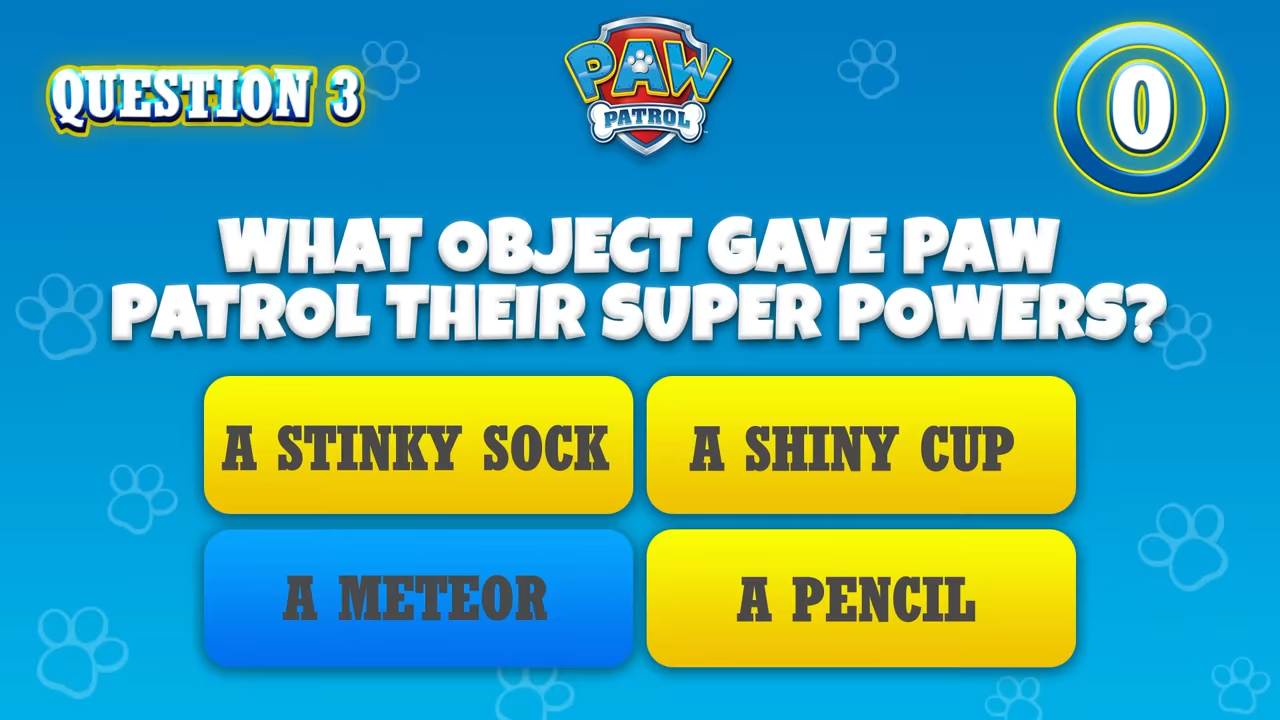 QUESTION 3
PAW
PATROL
0
WHAT OBJECT GAVE PAW
PATROL THEIR SUPER POWERS?
A STINKY SOCK
A SHINY CUP
A METEOR
A PENCIL